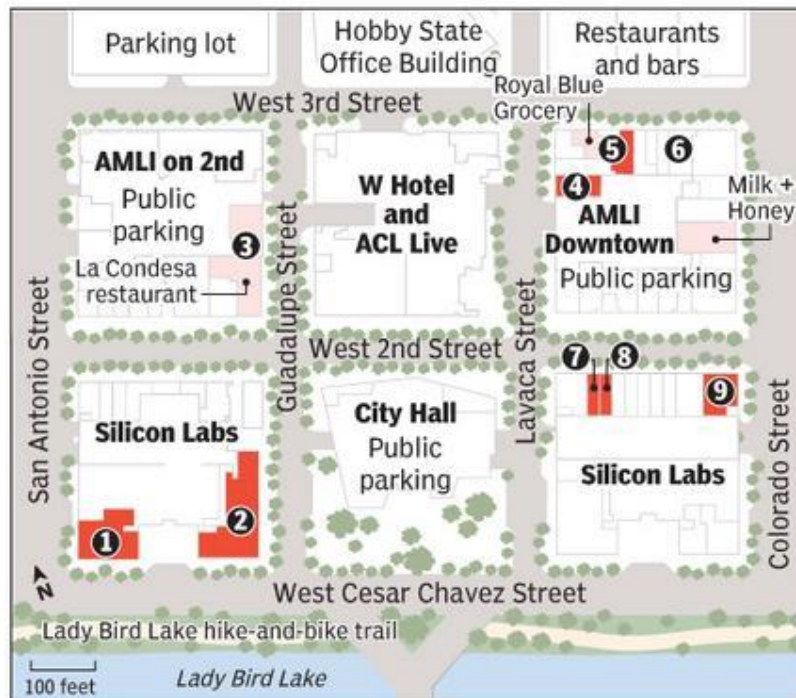 Parking lot
Hobby State
Office Building
Restaurants
and bars
West 3rd Street
Royal Blue
Grocery
AMLI on 2nd
Public
parking
3
La Condesa
restaurant
W Hotel
and
ACL Live
5
6
4
Milk +
Honey
AMLI
Downtown
Public parking
San Antonio Street
Guadalupe Street
Lavaca Street
Colorado Street
West 2nd Street
7
8
9
Silicon Labs
City Hall
Public
parking
Silicon Labs
1
2
N
West Cesar Chavez Street
Lady Bird Lake hike-and-bike trail
100 feet
Lady Bird Lake